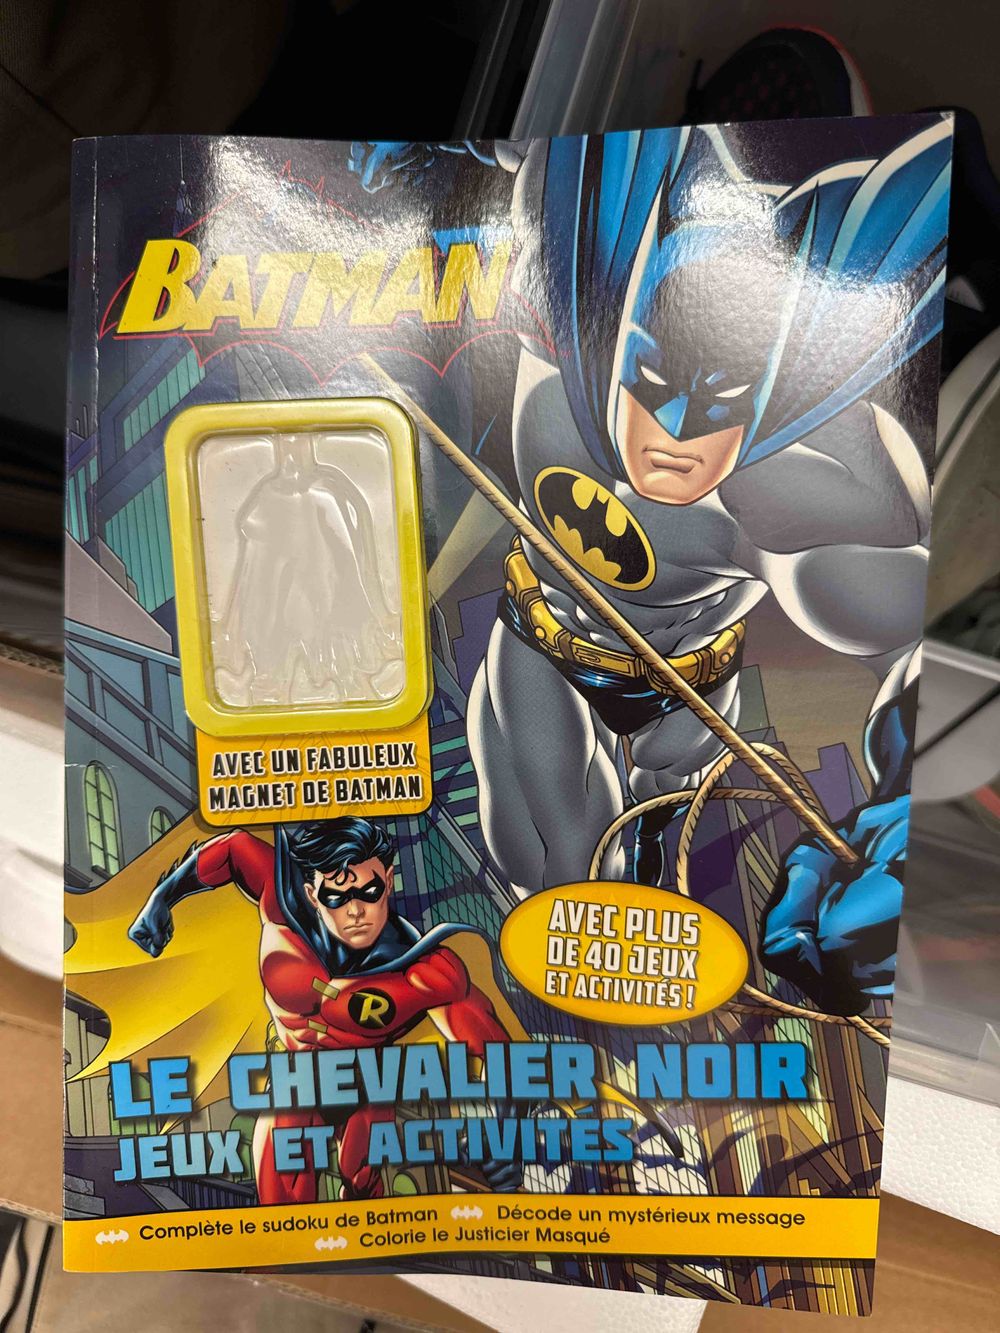 BATMAN
AVEC UN FABULEUX
MAGNET DE BATMAN
R
AVEC PLUS
DE 40 JEUX
ET ACTIVITÉS !
LE CHEVALIER NOIR
JEUX ET ACTIVITÉS
Complète le sudoku de Batman Décode un mystérieux message
Colorie le Justicier Masqué